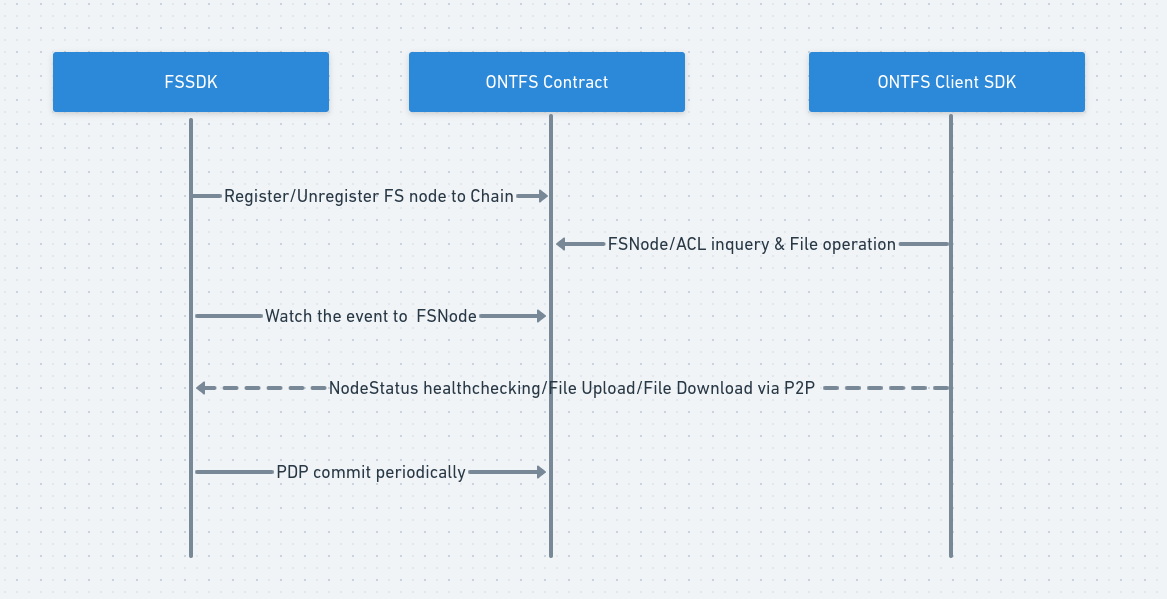 FSSDK
ONTFS Contract
ONTFS Client SDK
Register/Unregister FS node to Chain
FSNode/ACL inquery & File operation
Watch the event to  FSNode
NodeStatus healthchecking/File Upload/File Download via P2P
PDP commit periodically